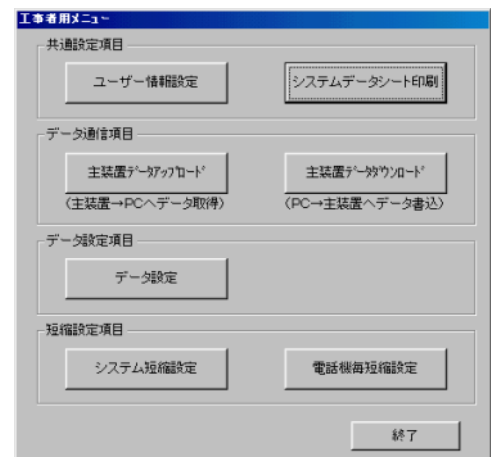 工事者用ﾒﾆｭｰ
共通設定項目
ユーザー情報設定
システムデータシート印刷
データ通信項目
主装置ﾃﾞｰﾀｱｯﾌﾟﾛｰﾄﾞ
主装置ﾃﾞｰﾀﾀﾞｳﾝﾛｰﾄﾞ
(主装置→PCへデータ取得)
(PC→主装置へデータ書込)
データ設定項目
データ設定
短縮設定項目
システム短縮設定
電話機毎短縮設定
終了